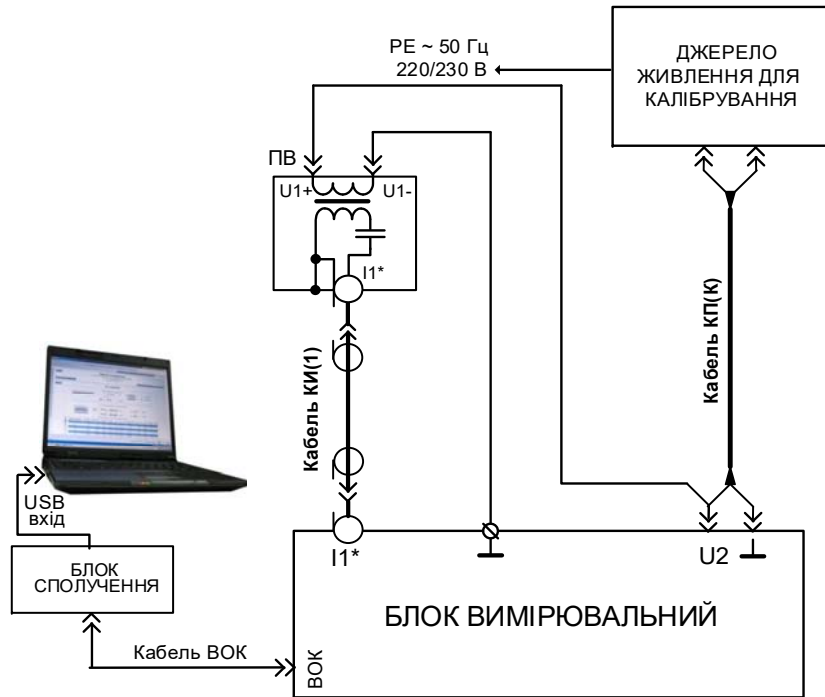 PE ~ 50 Гц
220/230 В
ДЖЕРЕЛО
ЖИВЛЕННЯ ДЛЯ
КАЛІБРУВАННЯ
ПВ
U1+
U1-
I1*
Кабель КИ(1)
Кабель КП(К)
USB
вхід
БЛОК
СПОЛУЧЕННЯ
Кабель ВОК
I1*
U2
ВОК
БЛОК ВИМІРЮВАЛЬНИЙ